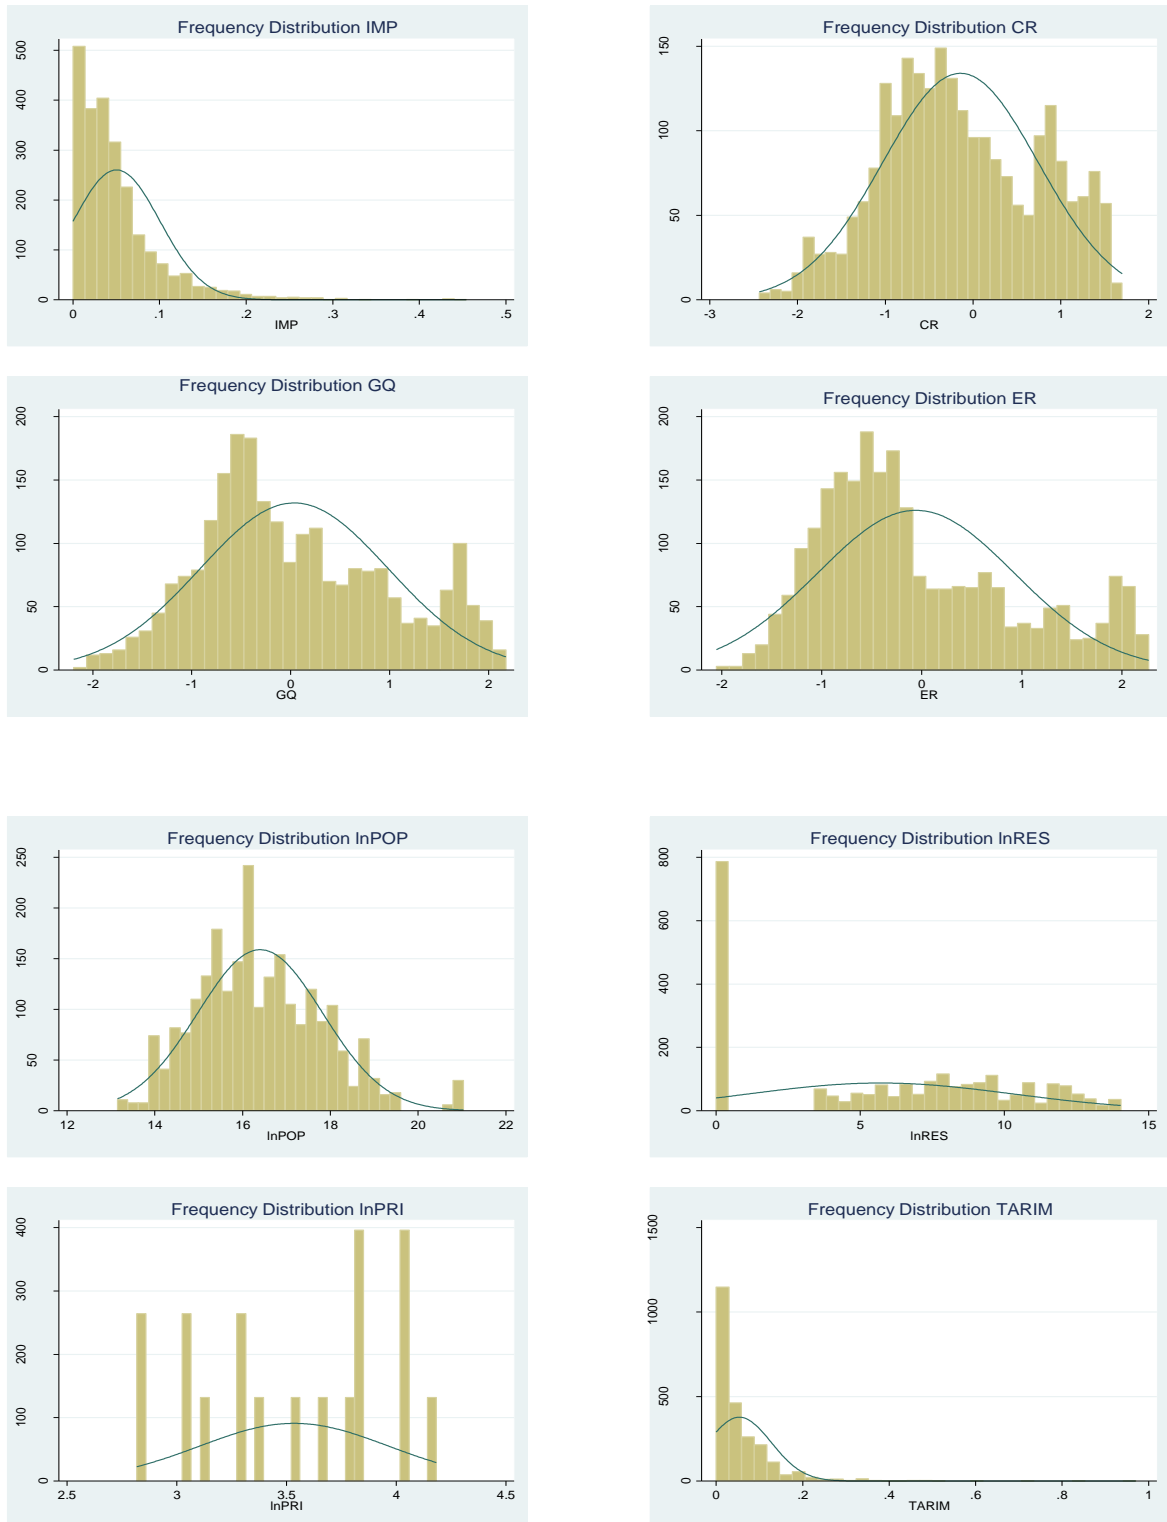 Frequency Distribution IMP
500
400
300
200
100
0
0 .1 .2 .3 .4 .5
IMP
Frequency Distribution CR
150
100
50
0
-3 -2 -1 0 1 2
CR
Frequency Distribution GQ
200
150
100
50
0
-2 -1 0 1 2
GQ
Frequency Distribution ER
200
150
100
50
0
-2 -1 0 1 2
ER
Frequency Distribution lnPOP
250
200
150
100
50
0
12 14 16 18 20 22
lnPOP
Frequency Distribution lnRES
800
600
400
200
0
0 5 10 15
lnRES
Frequency Distribution lnPRI
400
300
200
100
0
2.5 3 3.5 4 4.5
lnPRI
Frequency Distribution TARIM
1500
1000
500
0
0 .2 .4 .6 .8 1
TARIM